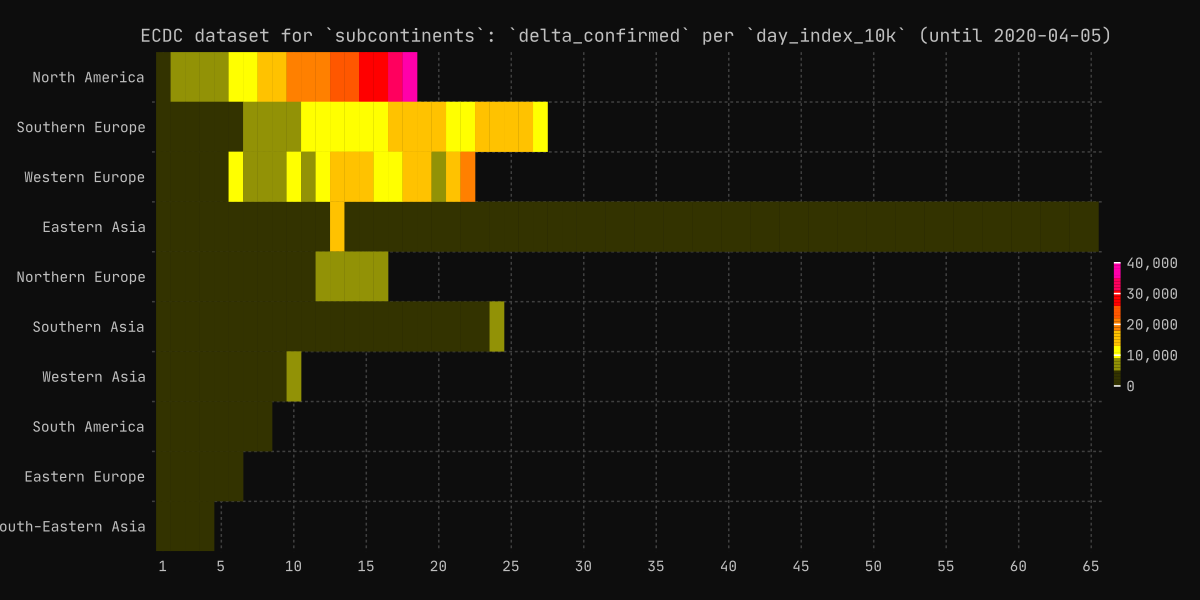 ECDC dataset for `subcontinents`: `delta_confirmed` per `day_index_10k` (until 2020-04-05)
North America
Southern Europe
Western Europe
Eastern Asia
Northern Europe
Southern Asia
Western Asia
South America
Eastern Europe
outh-Eastern Asia
40,000
30,000
20,000
10,000
0
1 5 10 15 20 25 30 35 40 45 50 55 60 65